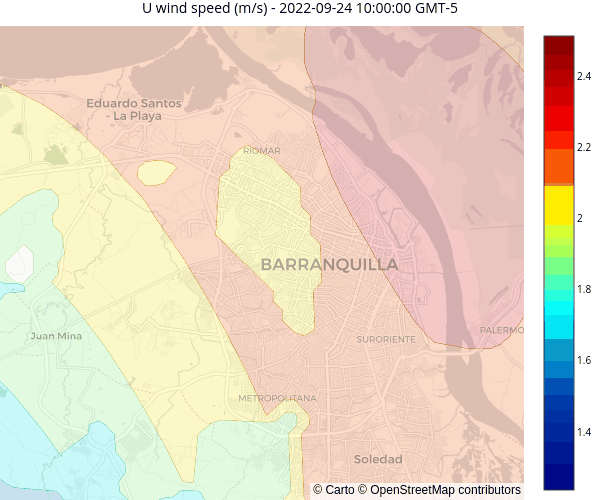 U wind speed (m/s) - 2022-09-24 10:00:00 GMT-5
Eduardo Santos
- La Playa
RIOMAR
BARRANQUILLA
Juan Mina
SURORIENTE
PALERMO
METROPOLITANA
Soledad
© Carto © OpenStreetMap contributors
2.4
2.2
2
1.8
1.6
1.4